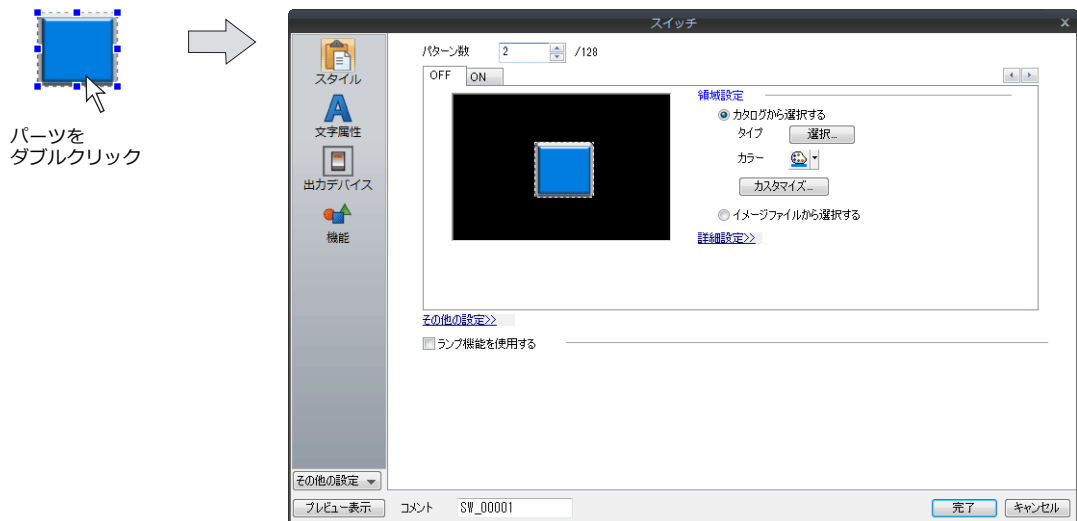 パーツを
ダブルクリック
スイッチ
x
スタイル
文字属性
出力デバイス
機能
その他の設定
プレビュー表示
パターン数 2 /128
OFF ON
領域設定
カタログから選択する
タイプ 選択...
カラー
カスタマイズ...
イメージファイルから選択する
詳細設定>>
その他の設定>>
ランプ機能を使用する
コメント SW_00001
完了 キャンセル